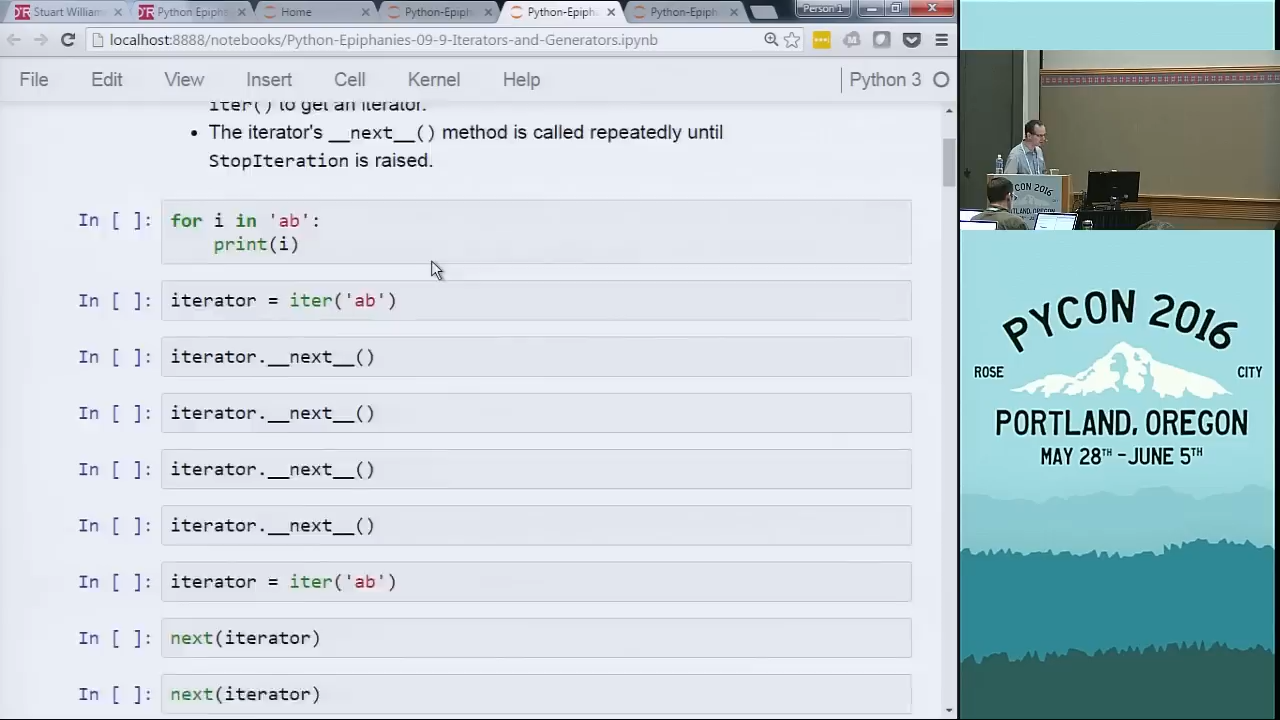 Stuart William
Python Epiph
Home
Python-Epiph
Python-Epiph
Python-Epiph
Person 1
localhost:8888/notebooks/Python-Epiphanies-09-9-Iterators-and-Generators.ipynb
File Edit View Insert Cell Kernel Help Python 3
iter() to get an iterator.
• The iterator's __next__() method is called repeatedly until
StopIteration is raised.
In [ ]: for i in 'ab':
print(i)
In [ ]: iterator = iter('ab')
In [ ]: iterator.__next__()
In [ ]: iterator.__next__()
In [ ]: iterator.__next__()
In [ ]: iterator.__next__()
In [ ]: iterator = iter('ab')
In [ ]: next(iterator)
In [ ]: next(iterator)
PYCON 2016
PORTLAND, OREGON
PYCON 2016
ROSE CITY
PORTLAND, OREGON
MAY 28TH - JUNE 5TH